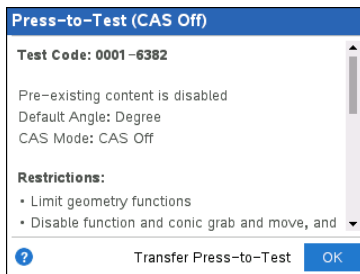 Press-to-Test (CAS Off)
Test Code: 0001-6382
Pre-existing content is disabled
Default Angle: Degree
CAS Mode: CAS Off
Restrictions:
• Limit geometry functions
• Disable function and conic grab and move, and
? Transfer Press-to-Test OK